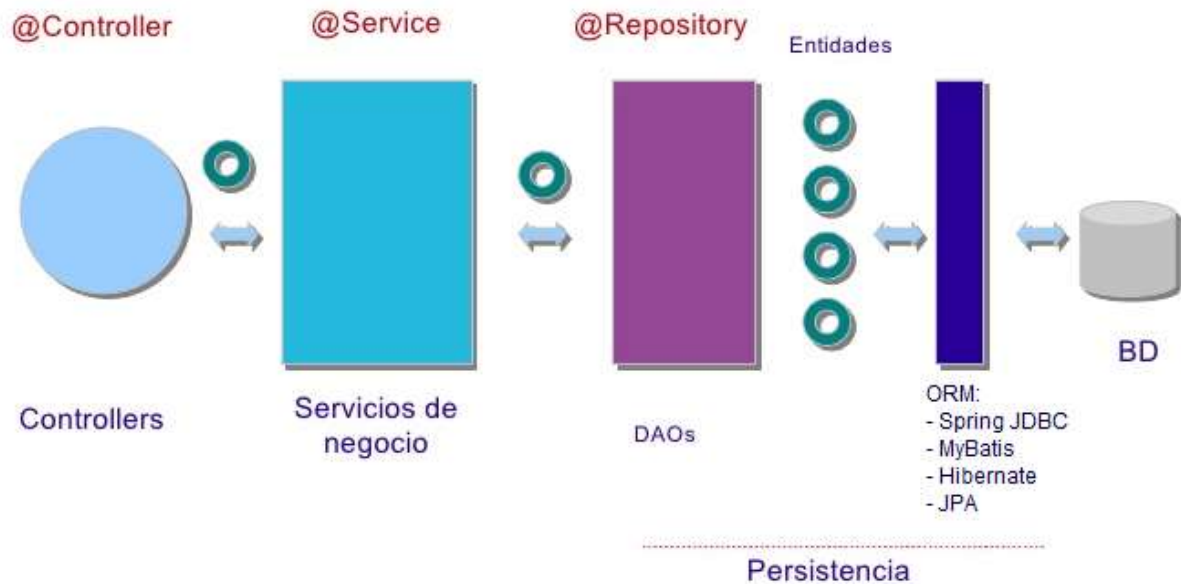 @Controller
@Service
@Repository
Entidades
Controllers
Servicios de
negocio
DAOs
ORM:
- Spring JDBC
- MyBatis
- Hibernate
- JPA
BD
Persistencia